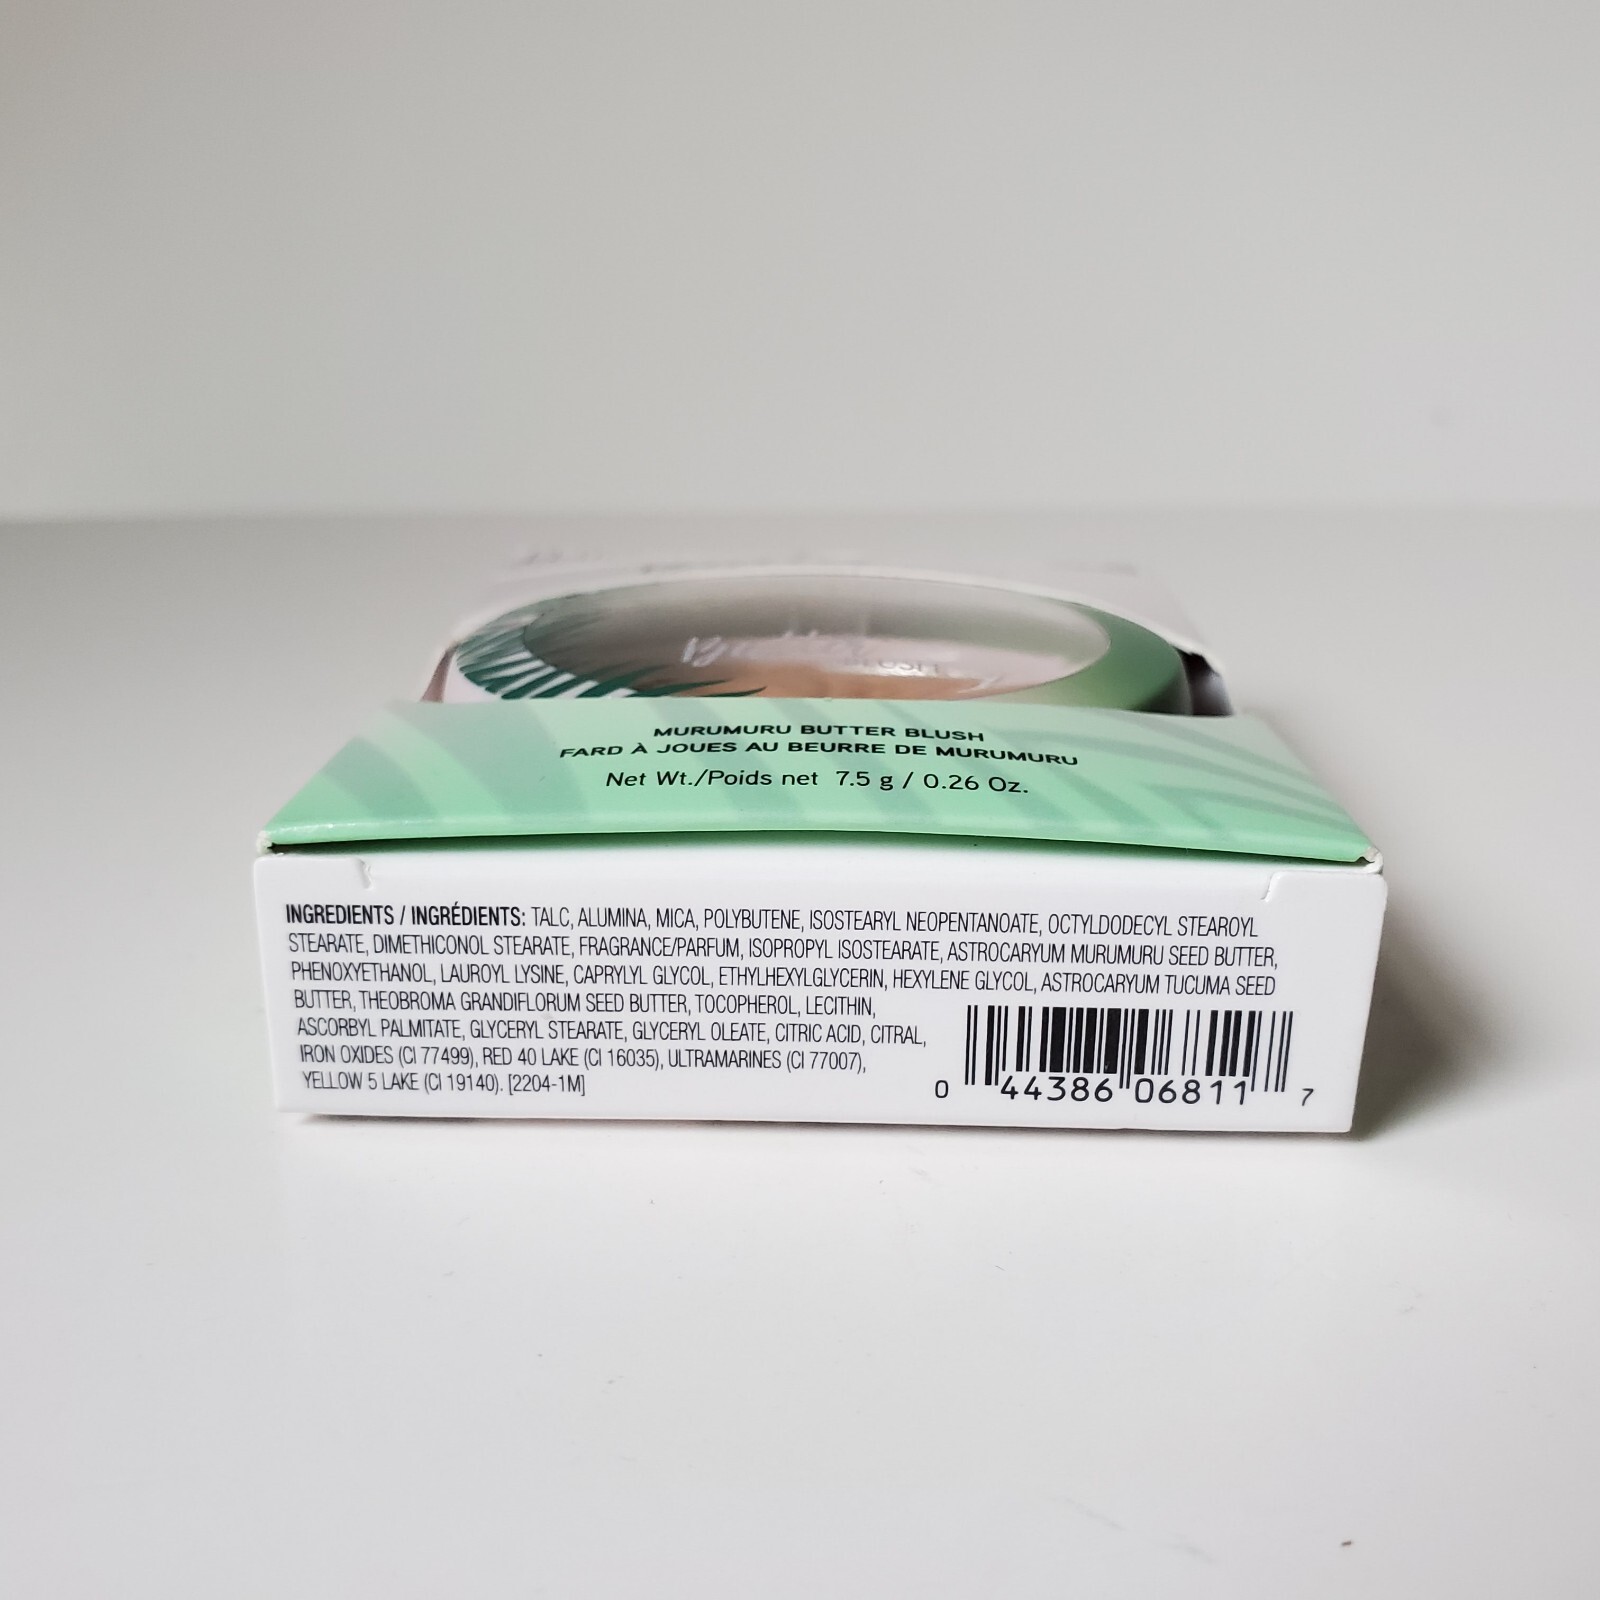 Butter
BLUSH
MURUMURU BUTTER BLUSH
FARD À JOUES AU BEURRE DE MURUMURU
Net Wt./Poids net 7.5 g / 0.26 Oz.
INGREDIENTS / INGRÉDIENTS: TALC, ALUMINA, MICA, POLYBUTENE, ISOSTEARYL NEOPENTANOATE, OCTYLDODECYL STEAROYL
STEARATE, DIMETHICONOL STEARATE, FRAGRANCE/PARFUM, ISOPROPYL ISOSTEARATE, ASTROCARYUM MURUMURU SEED BUTTER,
PHENOXYETHANOL, LAUROYL LYSINE, CAPRYLYL GLYCOL, ETHYLHEXYLGLYCERIN, HEXYLENE GLYCOL, ASTROCARYUM TUCUMA SEED
BUTTER, THEOBROMA GRANDIFLORUM SEED BUTTER, TOCOPHEROL, LECITHIN,
ASCORBYL PALMITATE, GLYCERYL STEARATE, GLYCERYL OLEATE, CITRIC ACID, CITRAL,
IRON OXIDES (CI 77499), RED 40 LAKE (CI 16035), ULTRAMARINES (CI 77007),
YELLOW 5 LAKE (CI 19140). [2204-1M]
0 44386 06811 7